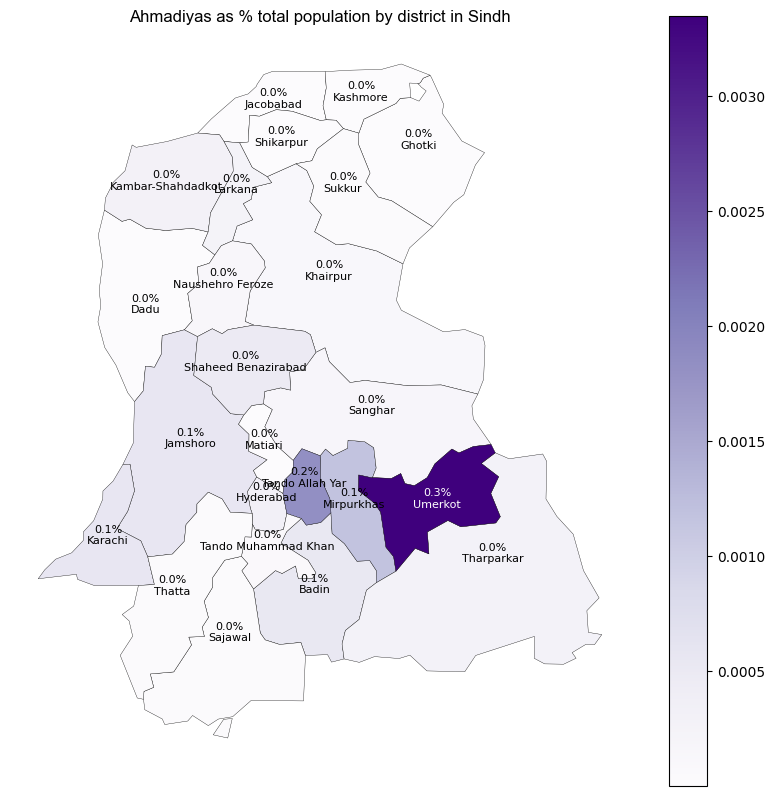 Ahmadiyas as % total population by district in Sindh
0.0%
Jacobabad
0.0%
Kashmore
0.0%
Shikarpur
0.0%
Ghotki
0.0%
Kambar-Shahdadkot
0.0%
Larkana
0.0%
Sukkur
0.0%
Khairpur
0.0%
Naushehro Feroze
0.0%
Dadu
0.0%
Shaheed Benazirabad
0.0%
Sanghar
0.1%
Jamshoro
0.0%
Matiari
0.2%
Tando Allah Yar
0.0%
Hyderabad
0.1%
Mirpurkhas
0.3%
Umerkot
0.1%
Karachi
0.0%
Tando Muhammad Khan
0.0%
Tharparkar
0.0%
Thatta
0.1%
Badin
0.0%
Sajawal
0.0030
0.0025
0.0020
0.0015
0.0010
0.0005